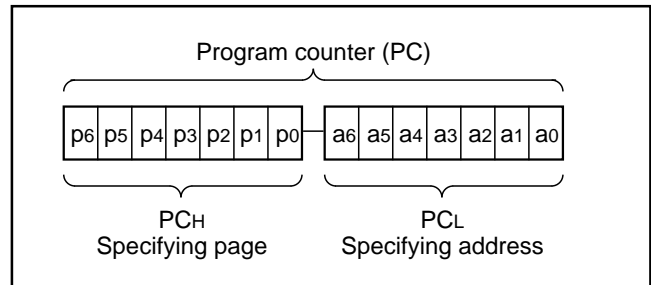 Program counter (PC)
p6 p5 p4 p3 p2 p1 p0 a6 a5 a4 a3 a2 a1 a0
PCH PCL
Specifying page Specifying address